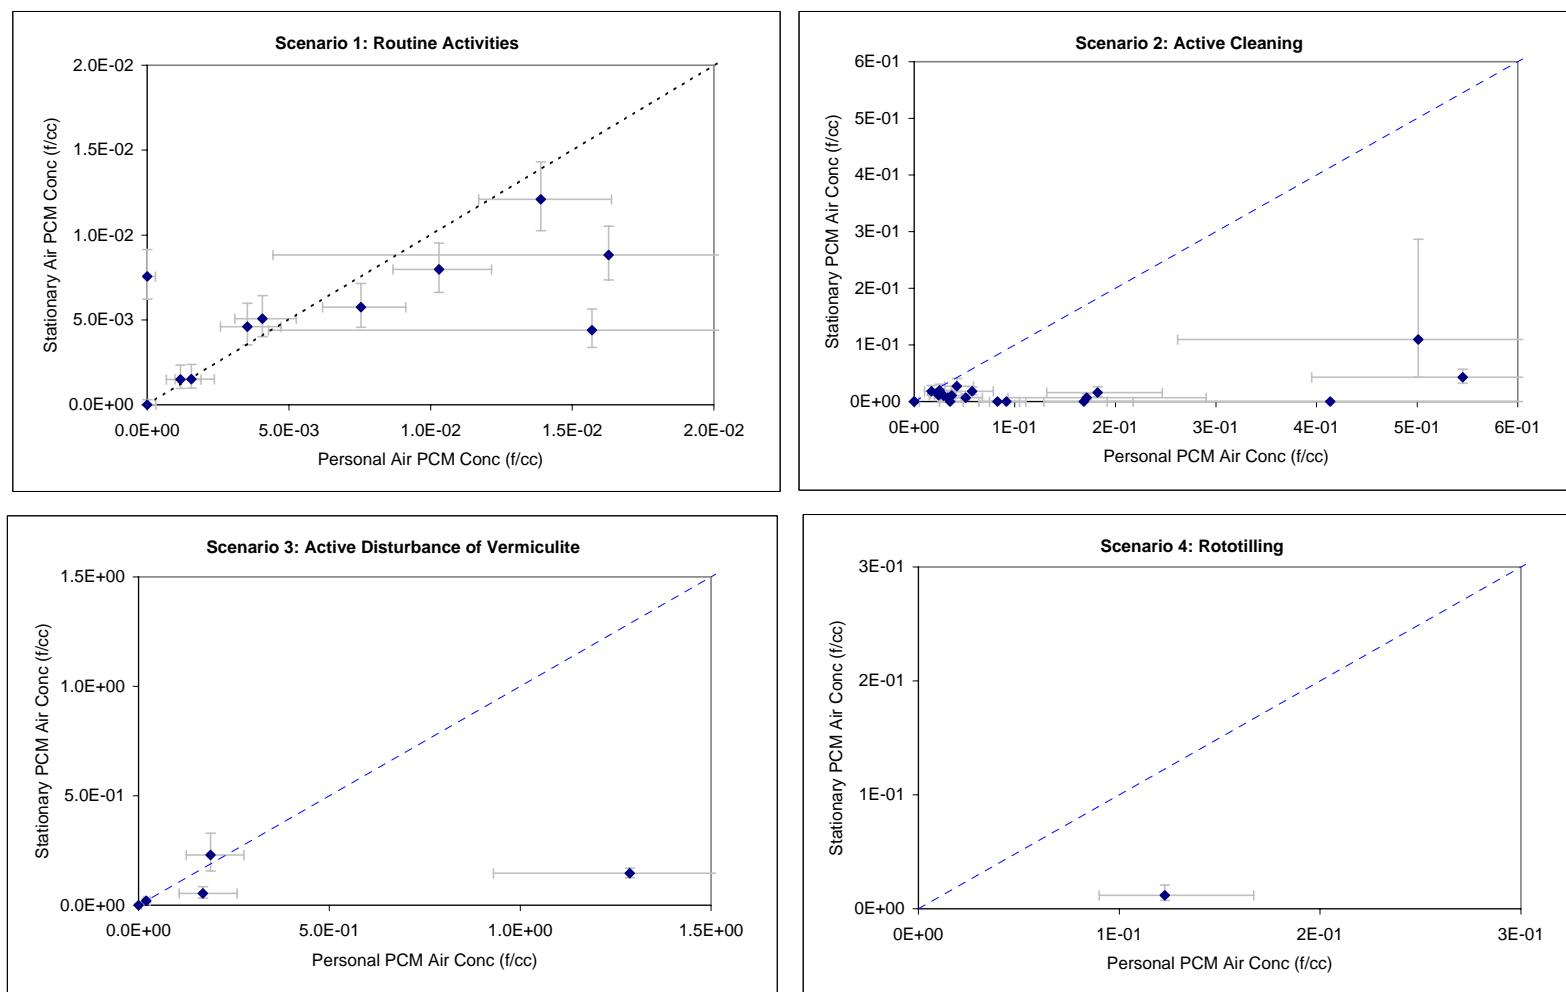 Scenario 1: Routine Activities
2.0E-02
1.5E-02
1.0E-02
5.0E-03
0.0E+00
Stationary Air PCM Conc (f/cc)
0.0E+00 5.0E-03 1.0E-02 1.5E-02 2.0E-02
Personal Air PCM Conc (f/cc)
Scenario 2: Active Cleaning
6E-01
5E-01
4E-01
3E-01
2E-01
1E-01
0E+00
Stationary PCM Air Conc (f/cc)
0E+00 1E-01 2E-01 3E-01 4E-01 5E-01 6E-01
Personal PCM Air Conc (f/cc)
Scenario 3: Active Disturbance of Vermiculite
1.5E+00
1.0E+00
5.0E-01
0.0E+00
Stationary PCM Air Conc (f/cc)
0.0E+00 5.0E-01 1.0E+00 1.5E+00
Personal PCM Air Conc (f/cc)
Scenario 4: Rototilling
3E-01
2E-01
1E-01
0E+00
Stationary PCM Air Conc (f/cc)
0E+00 1E-01 2E-01 3E-01
Personal PCM Air Conc (f/cc)